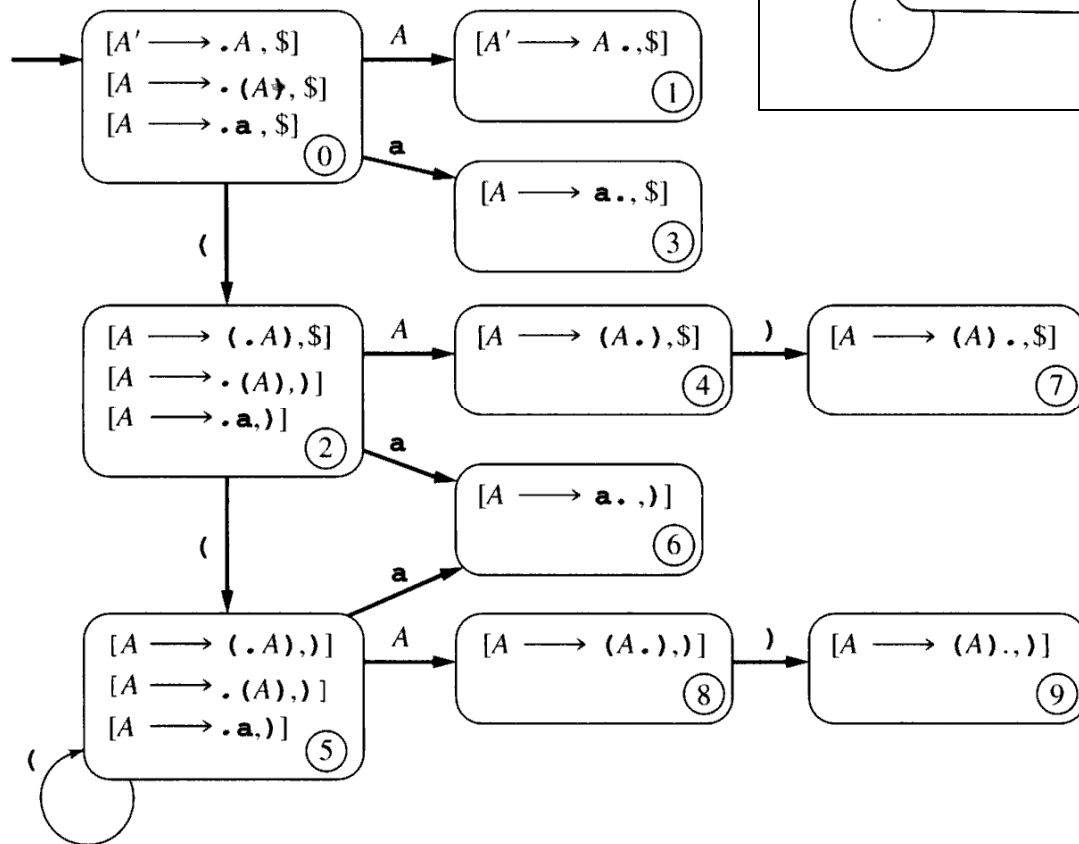 [A' ⟶ .A , $]
[A ⟶ .(A), $]
[A ⟶ .a , $]
0
A
[A' ⟶ A .,$]
1
a
[A ⟶ a., $]
3
(
[A ⟶ (.A),$]
[A ⟶ .(A),)]
[A ⟶ .a,)]
2
A
[A ⟶ (A.),$]
4
)
[A ⟶ (A).,$]
7
a
[A ⟶ a. ,)]
6
(
a
[A ⟶ (.A),)]
[A ⟶ .(A),)]
[A ⟶ .a,)]
5
A
[A ⟶ (A.),)]
8
)
[A ⟶ (A).,)]
9
(